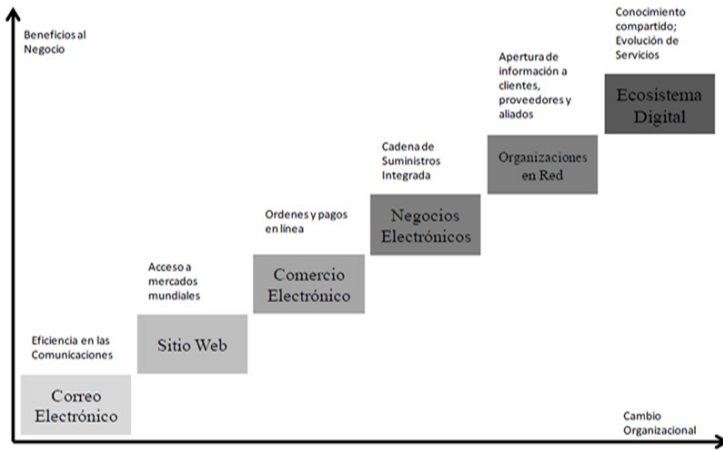 Beneficios al
Negocio
Conocimiento
compartido;
Evolución de
Servicios
Ecosistema
Digital
Apertura de
información a
clientes,
proveedores y
aliados
Organizaciones
en Red
Cadena de
Suministros
Integrada
Negocios
Electrónicos
Ordenes y pagos
en línea
Comercio
Electrónico
Acceso a
mercados
mundiales
Sitio Web
Eficiencia en las
Comunicaciones
Correo
Electrónico
Cambio
Organizacional